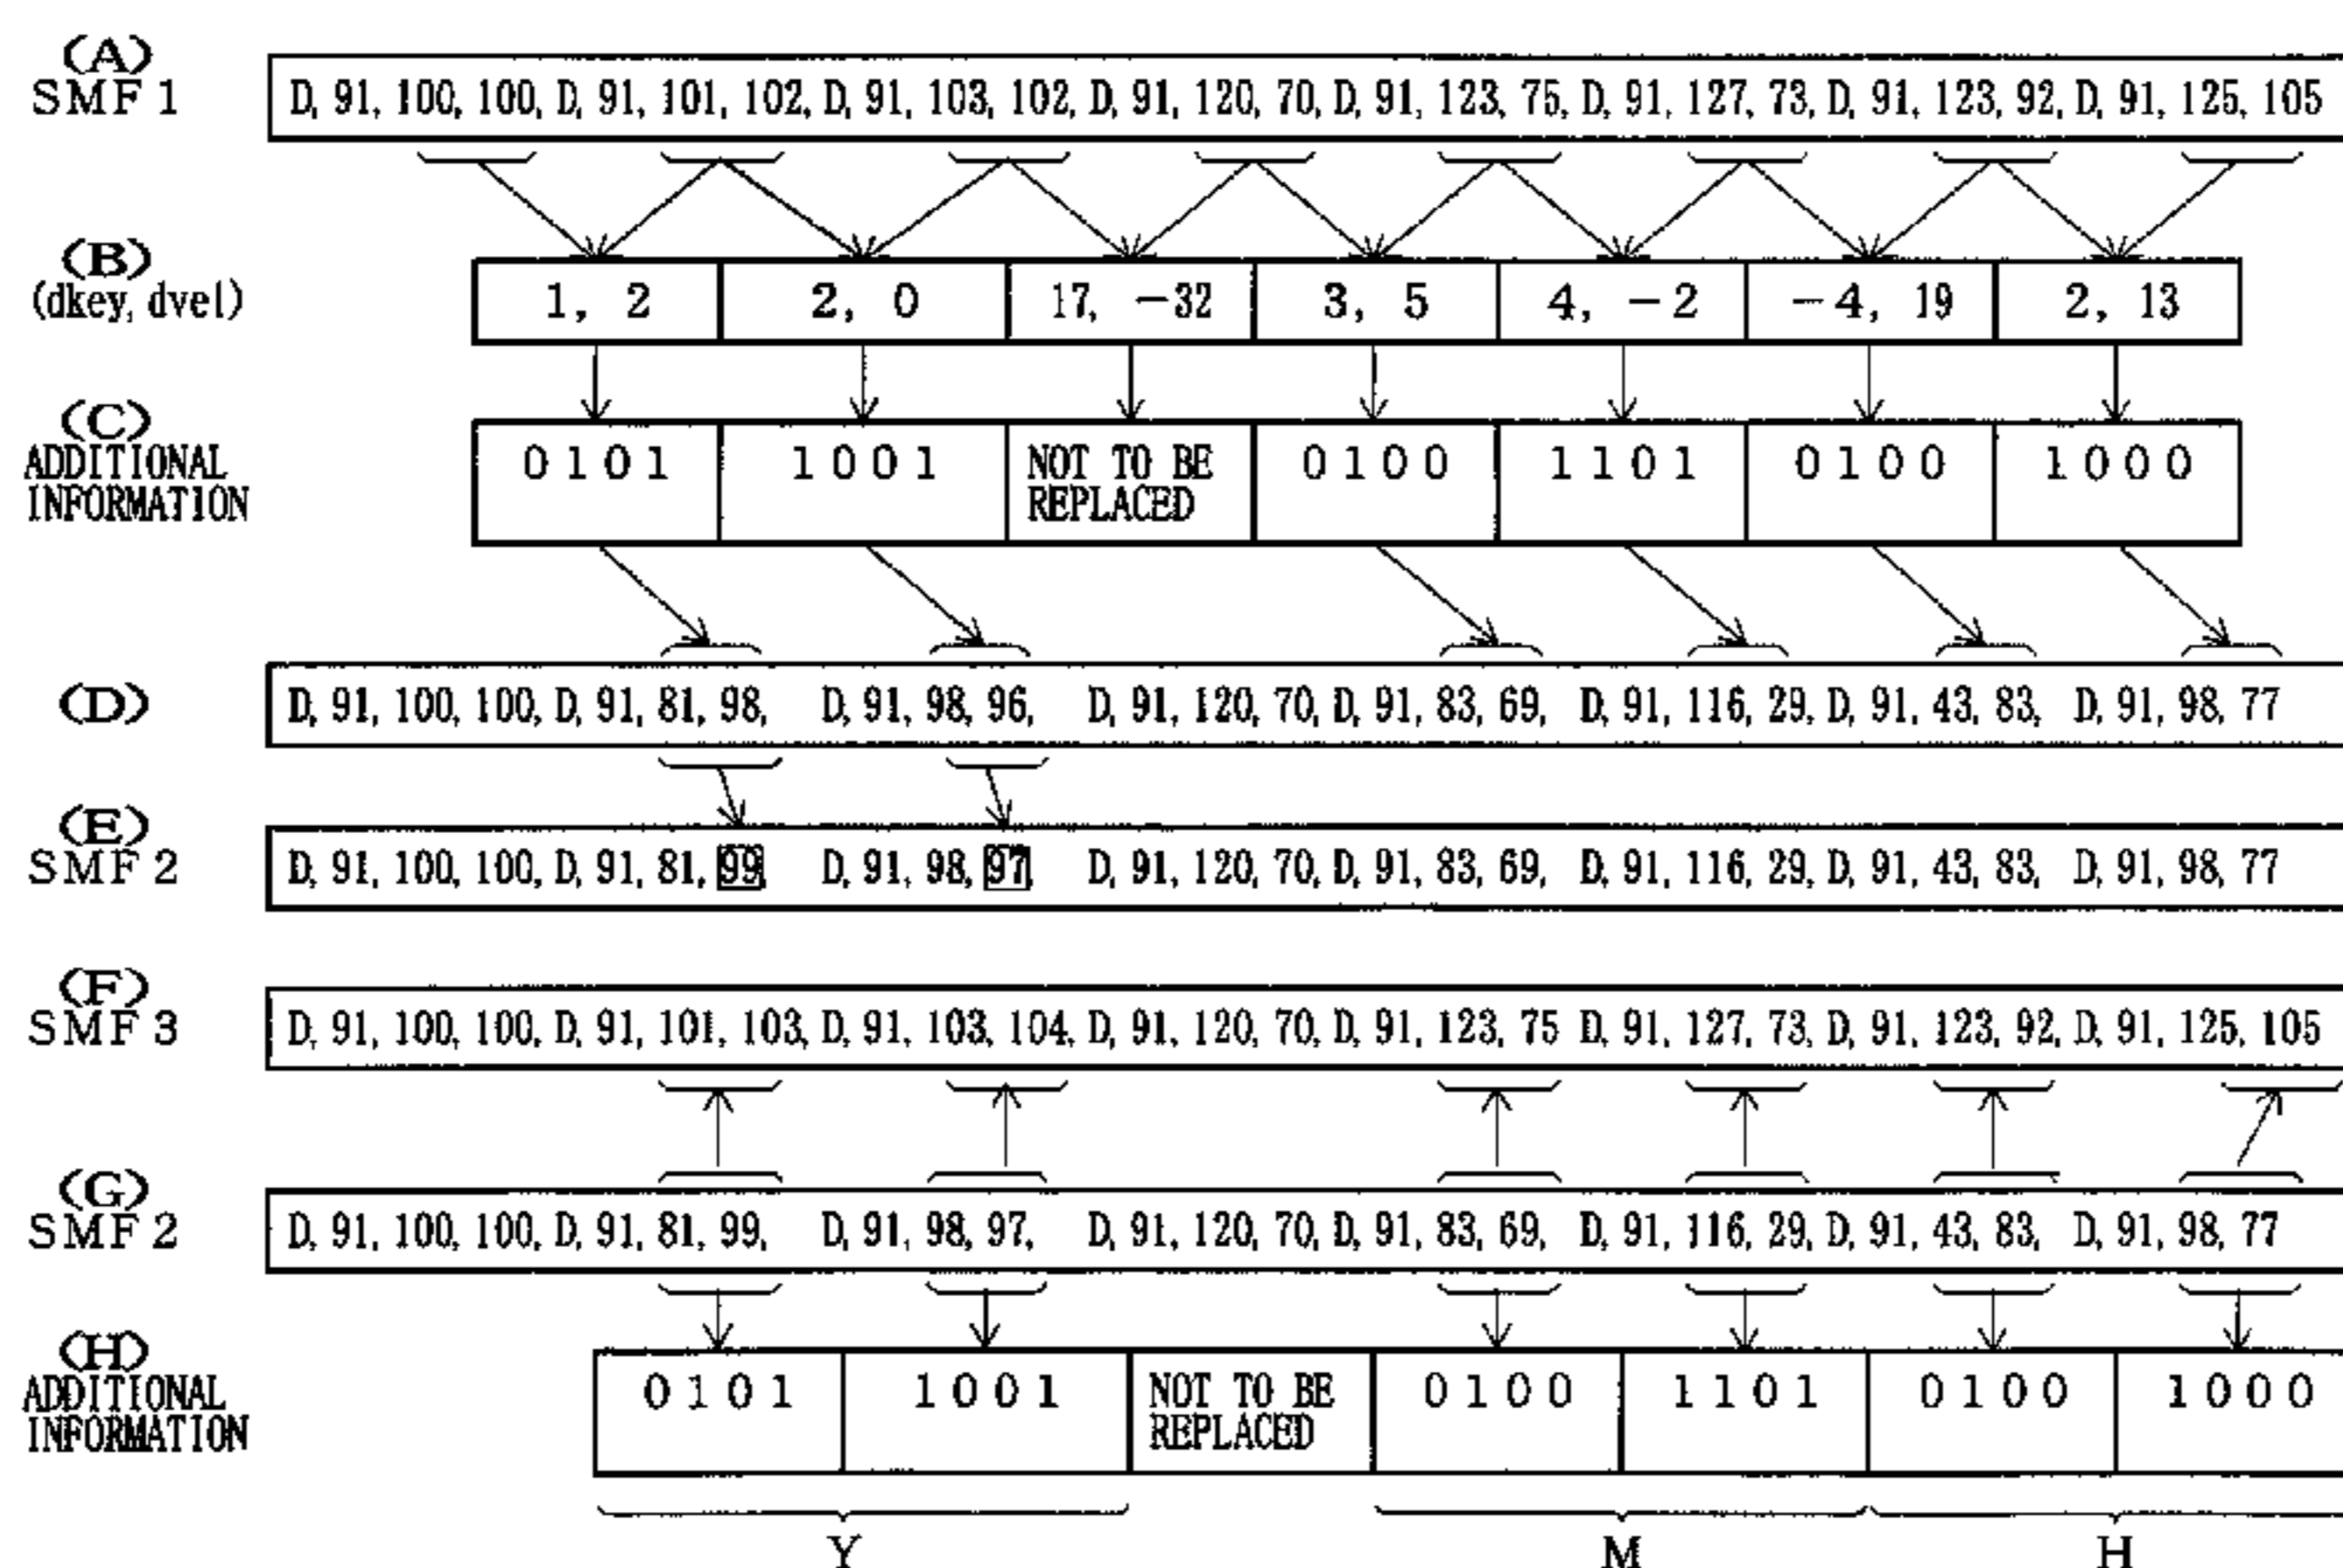 (A)
SMF1
D, 91, 100, 100, D, 91, 101, 102, D, 91, 103, 102, D, 91, 120, 70, D, 91, 123, 75, D, 91, 127, 73, D, 91, 123, 92, D, 91, 125, 105
(B)
(dkey, dvel)
1, 2
2, 0
17, -32
3, 5
4, -2
-4, 19
2, 13
(C)
ADDITIONAL
INFORMATION
0101
1001
NOT TO BE
REPLACED
0100
1101
0100
1000
(D)
D, 91, 100, 100, D, 91, 81, 98, D, 91, 98, 96, D, 91, 120, 70, D, 91, 83, 69, D, 91, 116, 29, D, 91, 43, 83, D, 91, 98, 77
(E)
SMF2
D, 91, 100, 100, D, 91, 81, 99, D, 91, 98, 97, D, 91, 120, 70, D, 91, 83, 69, D, 91, 116, 29, D, 91, 43, 83, D, 91, 98, 77
(F)
SMF3
D, 91, 100, 100, D, 91, 101, 103, D, 91, 103, 104, D, 91, 120, 70, D, 91, 123, 75 D, 91, 127, 73, D, 91, 123, 92, D, 91, 125, 105
(G)
SMF2
D, 91, 100, 100, D, 91, 81, 99, D, 91, 98, 97, D, 91, 120, 70, D, 91, 83, 69, D, 91, 116, 29, D, 91, 43, 83, D, 91, 98, 77
(H)
ADDITIONAL
INFORMATION
0101
1001
NOT TO BE
REPLACED
0100
1101
0100
1000
Y
M
H